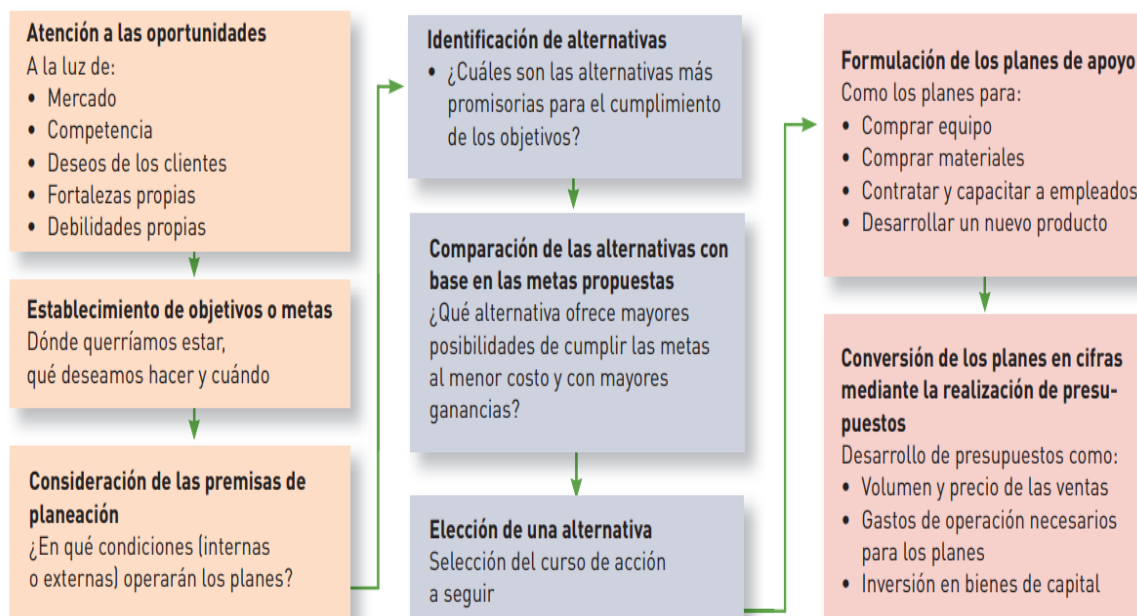 Atención a las oportunidades
A la luz de:
• Mercado
• Competencia
• Deseos de los clientes
• Fortalezas propias
• Debilidades propias
Establecimiento de objetivos o metas
Dónde querríamos estar,
qué deseamos hacer y cuándo
Consideración de las premisas de
planeación
¿En qué condiciones (internas
o externas) operarán los planes?
Identificación de alternativas
• ¿Cuáles son las alternativas más
promisorias para el cumplimiento
de los objetivos?
Comparación de las alternativas con
base en las metas propuestas
¿Qué alternativa ofrece mayores
posibilidades de cumplir las metas
al menor costo y con mayores
ganancias?
Elección de una alternativa
Selección del curso de acción
a seguir
Formulación de los planes de apoyo
Como los planes para:
• Comprar equipo
• Comprar materiales
• Contratar y capacitar a empleados
• Desarrollar un nuevo producto
Conversión de los planes en cifras
mediante la realización de presu-
puestos
Desarrollo de presupuestos como:
• Volumen y precio de las ventas
• Gastos de operación necesarios
para los planes
• Inversión en bienes de capital